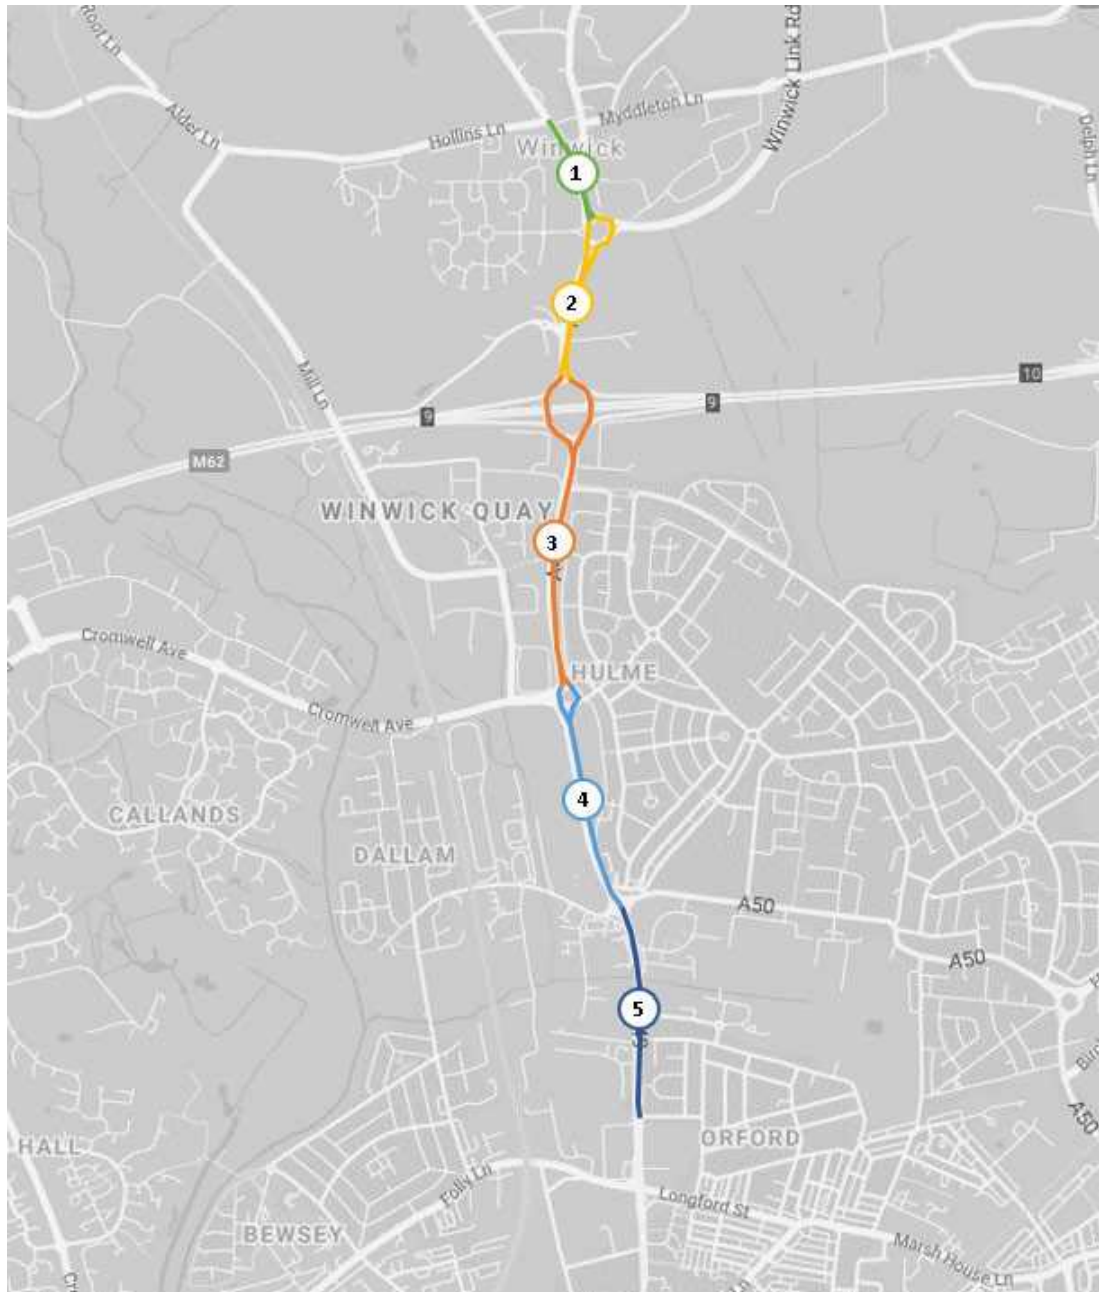 Hollins Ln
Myddleton Ln
Winwick Link Rd
Alder Ln
Delph Ln
Winwick
1
2
10
9
9
Mill Ln
M62
WINWICK QUAY
3
Cromwell Ave
HULME
Cromwell Ave
4
CALLANDS
DALLAM
A50
A50
5
A50
ORFORD
HALL
Folly Ln
Longford St
BEWSEY
Marsh House Ln